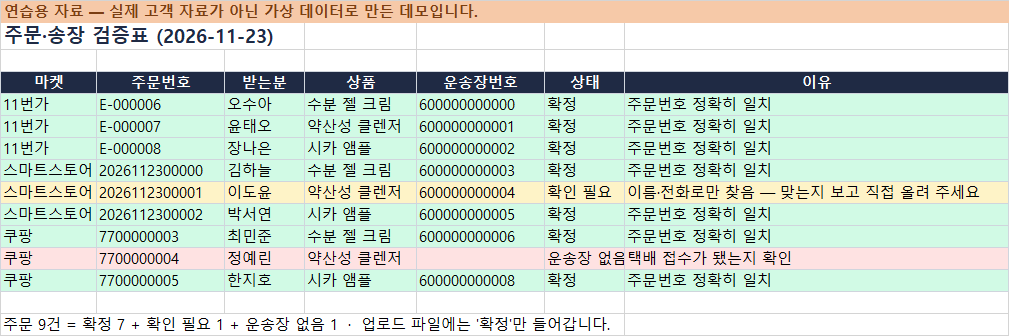 연습용 자료 — 실제 고객 자료가 아닌 가상 데이터로 만든 데모입니다.
주문·송장 검증표 (2026-11-23)
마켓 주문번호 받는분 상품 운송장번호 상태 이유
11번가 E-000006 오수아 수분 젤 크림 600000000000 확정 주문번호 정확히 일치
11번가 E-000007 윤태오 약산성 클렌저 600000000001 확정 주문번호 정확히 일치
11번가 E-000008 장나은 시카 앰플 600000000002 확정 주문번호 정확히 일치
스마트스토어 2026112300000 김하늘 수분 젤 크림 600000000003 확정 주문번호 정확히 일치
스마트스토어 2026112300001 이도윤 약산성 클렌저 600000000004 확인 필요 이름·전화로만 찾음 — 맞는지 보고 직접 올려 주세요
스마트스토어 2026112300002 박서연 시카 앰플 600000000005 확정 주문번호 정확히 일치
쿠팡 7700000003 최민준 수분 젤 크림 600000000006 확정 주문번호 정확히 일치
쿠팡 7700000004 정예린 약산성 클렌저 운송장 없음 택배 접수가 됐는지 확인
쿠팡 7700000005 한지호 시카 앰플 600000000008 확정 주문번호 정확히 일치
주문 9건 = 확정 7 + 확인 필요 1 + 운송장 없음 1 · 업로드 파일에는 '확정'만 들어갑니다.